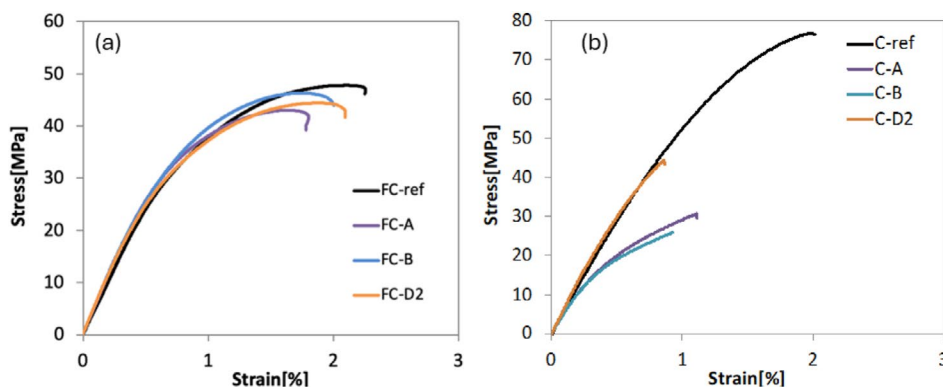 (a)
Stress[MPa]
60
50
40
30
20
10
0
0 1 2 3
Strain[%]
FC-ref
FC-A
FC-B
FC-D2
(b)
Stress[MPa]
80
70
60
50
40
30
20
10
0
0 1 2 3
Strain[%]
C-ref
C-A
C-B
C-D2